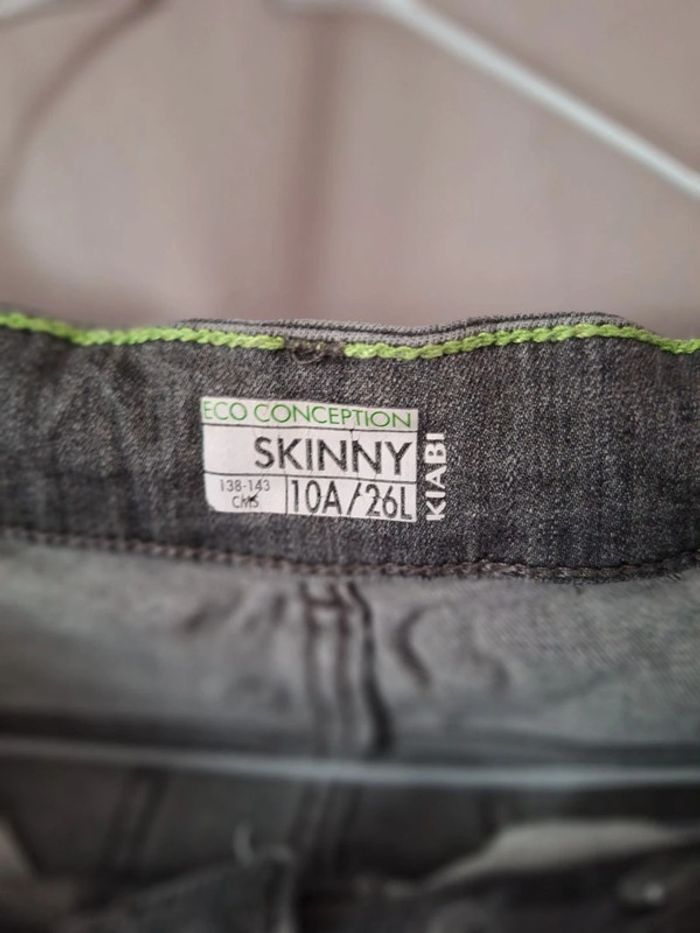 ECO CONCEPTION
SKINNY
138-143
CMS
10A/26L
KIABI